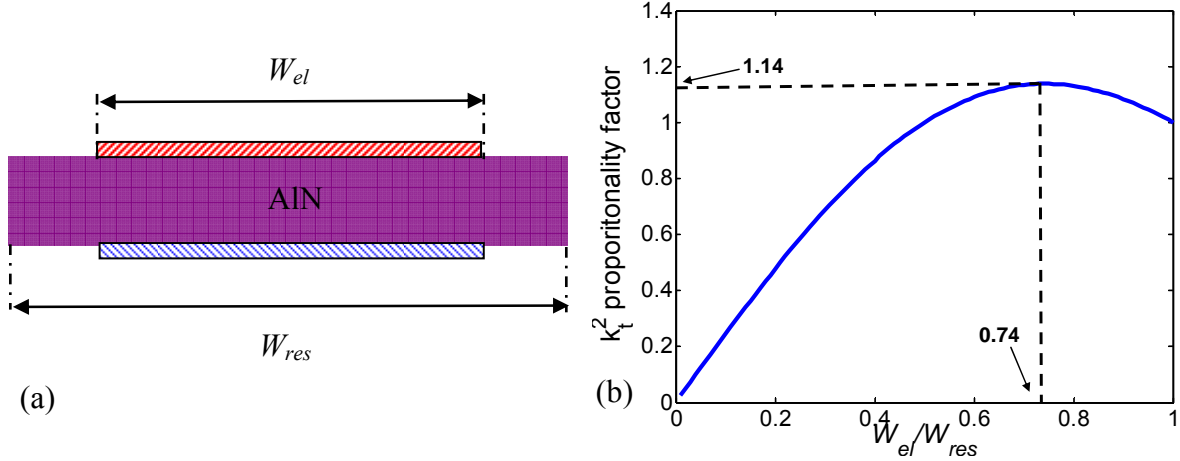 W_el
AlN
W_res
(a)
k_t^2 proporitonality factor
1.4
1.2
1
0.8
0.6
0.4
0.2
0
1.14
0.74
0 0.2 0.4 0.6 0.8 1
W_el/W_res
(b)